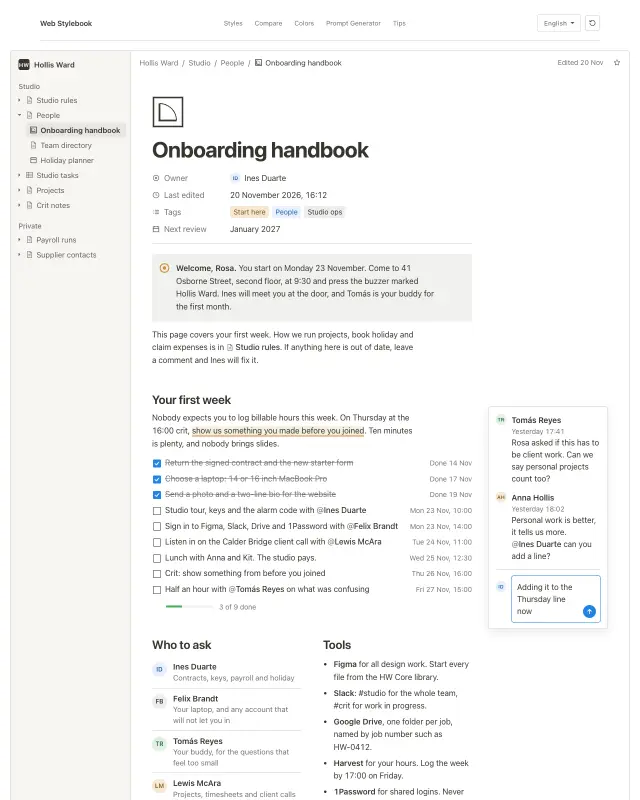 Web Stylebook
Styles
Compare
Colors
Prompt Generator
Tips
English
HW Hollis Ward
Studio
Studio rules
People
Onboarding handbook
Team directory
Holiday planner
Studio tasks
Projects
Crit notes
Private
Payroll runs
Supplier contacts
Hollis Ward / Studio / People / Onboarding handbook
Edited 20 Nov
Onboarding handbook
Owner ID Ines Duarte
Last edited 20 November 2026, 16:12
Tags Start here People Studio ops
Next review January 2027
Welcome, Rosa. You start on Monday 23 November. Come to 41
Osborne Street, second floor, at 9:30 and press the buzzer marked
Hollis Ward. Ines will meet you at the door, and Tomás is your buddy for
the first month.
This page covers your first week. How we run projects, book holiday and
claim expenses is in Studio rules. If anything here is out of date, leave
a comment and Ines will fix it.
Your first week
Nobody expects you to log billable hours this week. On Thursday at the
16:00 crit, show us something you made before you joined. Ten minutes
is plenty, and nobody brings slides.
Return the signed contract and the new starter form Done 14 Nov
Choose a laptop: 14 or 16 inch MacBook Pro Done 17 Nov
Send a photo and a two-line bio for the website Done 19 Nov
Studio tour, keys and the alarm code with @Ines Duarte Mon 23 Nov, 10:00
Sign in to Figma, Slack, Drive and 1Password with @Felix Brandt Mon 23 Nov, 14:00
Listen in on the Calder Bridge client call with @Lewis McAra Tue 24 Nov, 11:00
Lunch with Anna and Kit. The studio pays. Wed 25 Nov, 12:30
Crit: show something from before you joined Thu 26 Nov, 16:00
Half an hour with @Tomás Reyes on what was confusing Fri 27 Nov, 15:00
3 of 9 done
TR Tomás Reyes
Yesterday 17:41
Rosa asked if this has to
be client work. Can we
say personal projects
count too?
AH Anna Hollis
Yesterday 18:02
Personal work is better,
it tells us more.
@Ines Duarte can you
add a line?
ID Adding it to the
Thursday line
now
Who to ask
ID Ines Duarte
Contracts, keys, payroll and holiday
FB Felix Brandt
Your laptop, and any account that
will not let you in
TR Tomás Reyes
Your buddy, for the questions that
feel too small
LM Lewis McAra
Projects, timesheets and client calls
Tools
• Figma for all design work. Start every
file from the HW Core library.
• Slack: #studio for the whole team,
#crit for work in progress.
• Google Drive, one folder per job,
named by job number such as
HW-0412.
• Harvest for your hours. Log the week
by 17:00 on Friday.
• 1Password for shared logins. Never